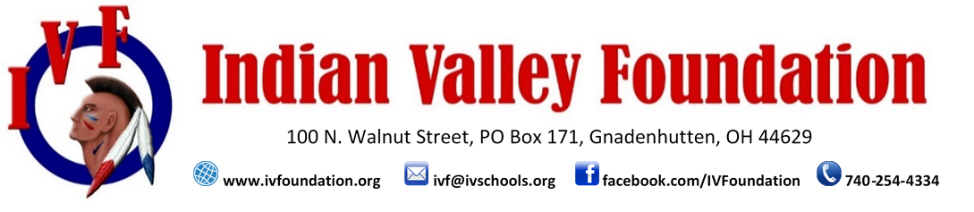 IVF
Indian Valley Foundation
100 N. Walnut Street, PO Box 171, Gnadenhutten, OH 44629
www.ivfoundation.org ivf@ivschools.org facebook.com/IVFoundation 740-254-4334